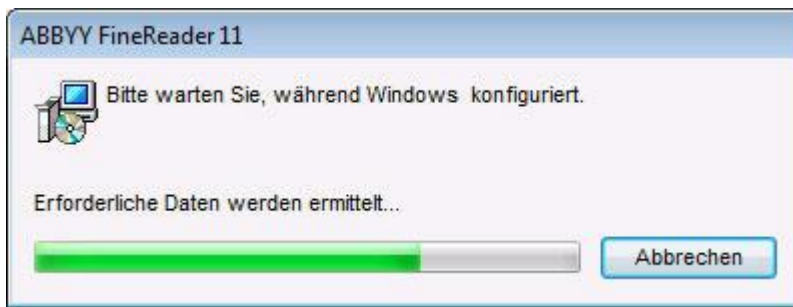 ABBYY FineReader 11
Bitte warten Sie, während Windows  konfiguriert.
Erforderliche Daten werden ermittelt...
Abbrechen